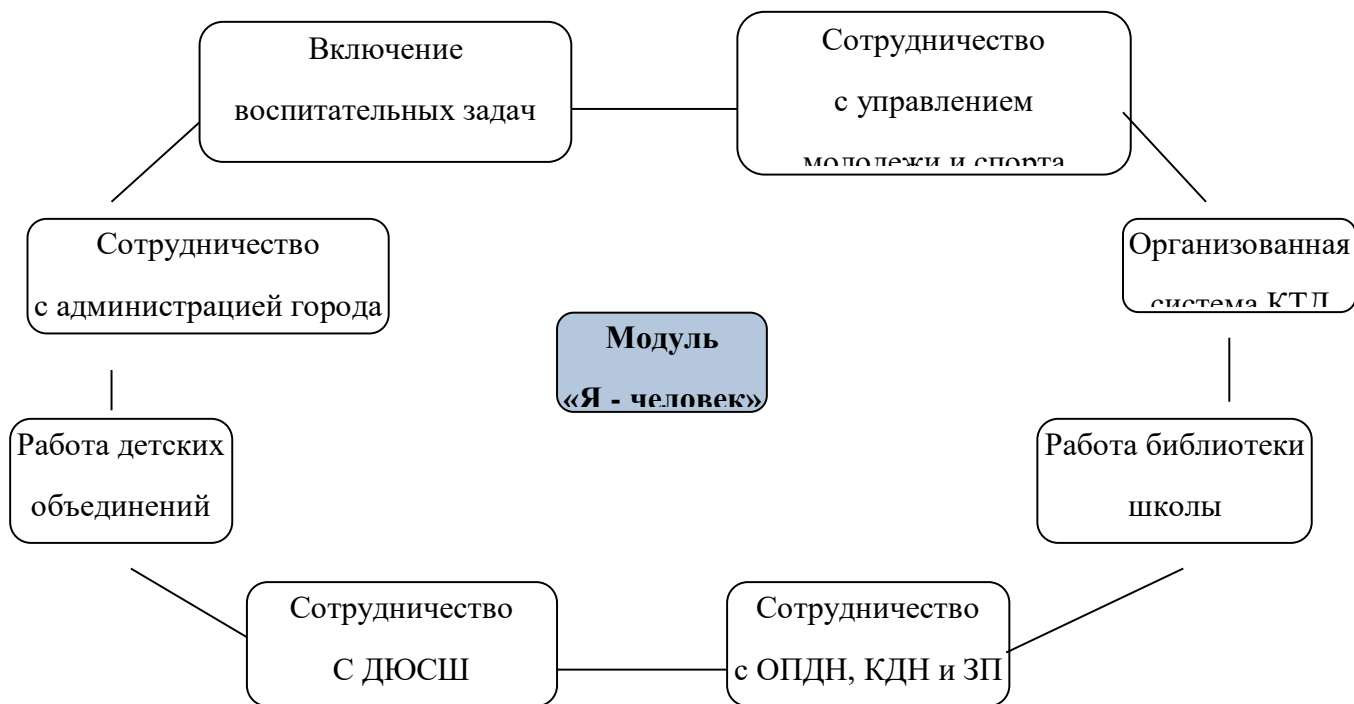 Включение
воспитательных задач
Сотрудничество
с управлением
молодежи и спорта
Сотрудничество
с администрацией города
Организованная
система КТД
Модуль
«Я - человек»
Работа детских
объединений
Работа библиотеки
школы
Сотрудничество
С ДЮСШ
Сотрудничество
с ОПДН, КДН и ЗП